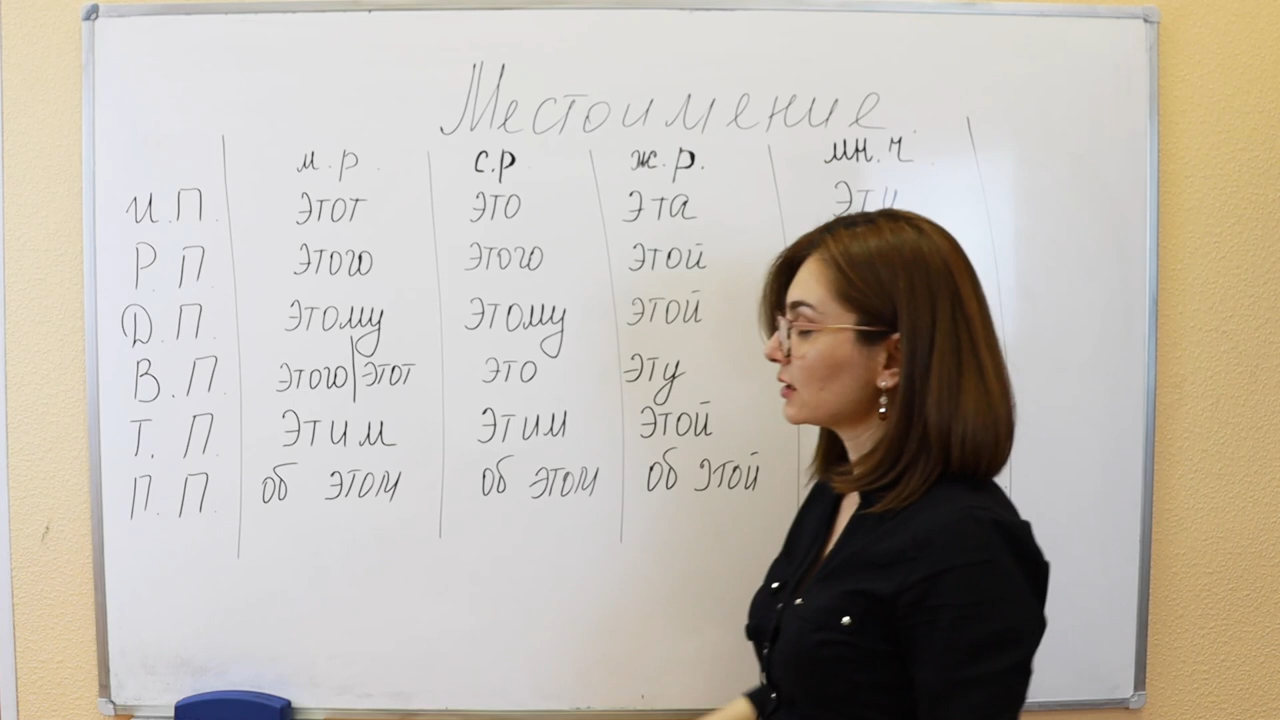 Местоимение
м.р. с.р ж.р. мн.ч.
И.П. этот это эта эти
Р.П. этого этого этой
Д.П. этому этому этой
В.П. этого|этот это эту
Т.П. этим этим этой
П.П. об этом об этом об этой